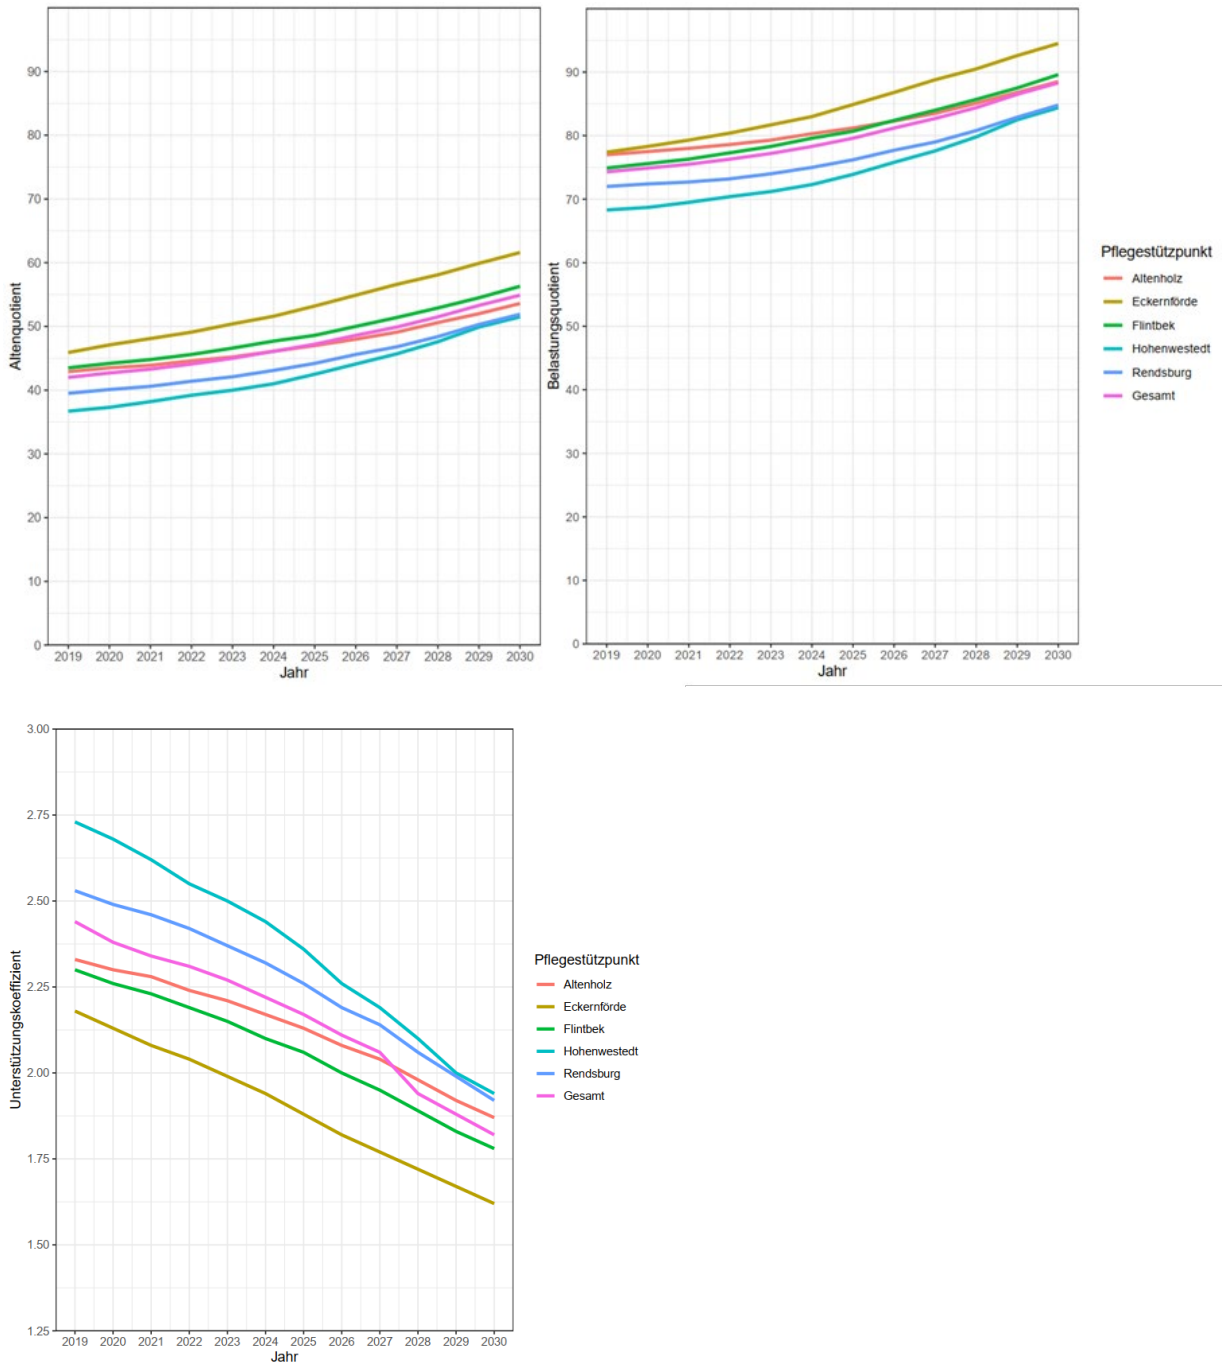 Altenquotient
90
80
70
60
50
40
30
20
10
0
2019 2020 2021 2022 2023 2024 2025 2026 2027 2028 2029 2030
Jahr
Belastungsquotient
90
80
70
60
50
40
30
20
10
0
2019 2020 2021 2022 2023 2024 2025 2026 2027 2028 2029 2030
Jahr
Pflegestützpunkt
Altenholz
Eckernförde
Flintbek
Hohenwestedt
Rendsburg
Gesamt
Unterstützungskoeffizient
3.00
2.75
2.50
2.25
2.00
1.75
1.50
1.25
2019 2020 2021 2022 2023 2024 2025 2026 2027 2028 2029 2030
Jahr
Pflegestützpunkt
Altenholz
Eckernförde
Flintbek
Hohenwestedt
Rendsburg
Gesamt